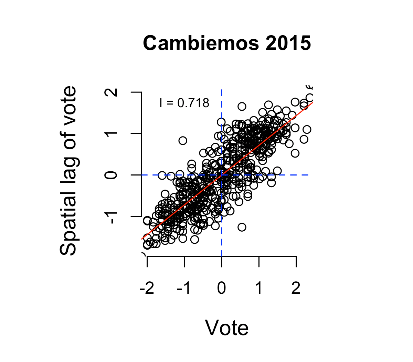 Cambiemos 2015
I = 0.718
Spatial lag of vote
2
1
0
-1
-2 -1 0 1 2
Vote